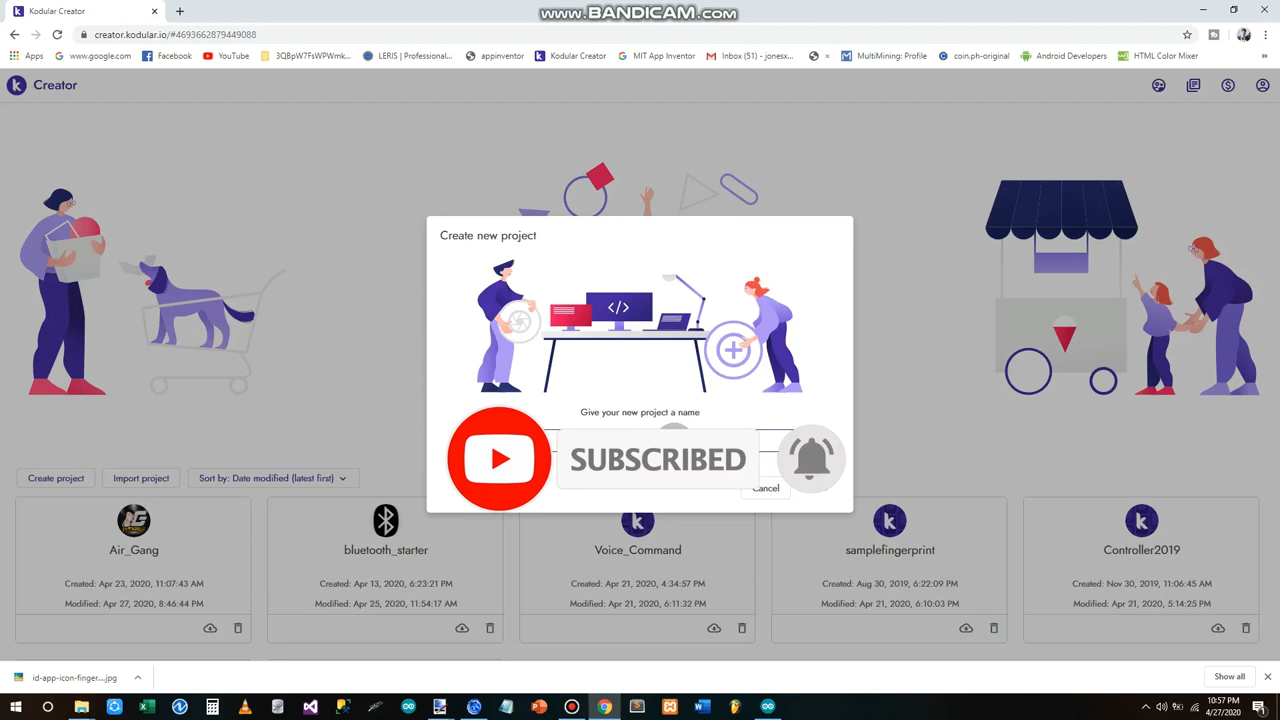 www.BANDICAM.com
Kodular Creator
creator.kodular.io/#4693662879449088
Apps
www.google.com
Facebook
YouTube
3QBpW7FsWPWmk...
LERIS | Professional...
appinventor
Kodular Creator
MIT App Inventor
Inbox (51) - jonesx...
MultiMining: Profile
coin.ph-original
Android Developers
HTML Color Mixer
Creator
Create new project
</>
Give your new project a name
SUBSCRIBED
Cancel
Create project
Import project
Sort by: Date modified (latest first)
Air_Gang
Created: Apr 23, 2020, 11:07:43 AM
Modified: Apr 27, 2020, 8:46:44 PM
bluetooth_starter
Created: Apr 13, 2020, 6:23:21 PM
Modified: Apr 25, 2020, 11:54:17 AM
Voice_Command
Created: Apr 21, 2020, 4:34:57 PM
Modified: Apr 21, 2020, 6:11:32 PM
samplefingerprint
Created: Aug 30, 2019, 6:22:09 PM
Modified: Apr 21, 2020, 6:10:03 PM
Controller2019
Created: Nov 30, 2019, 11:06:45 AM
Modified: Apr 21, 2020, 5:14:25 PM
id-app-icon-finger....jpg
Show all
10:57 PM
4/27/2020